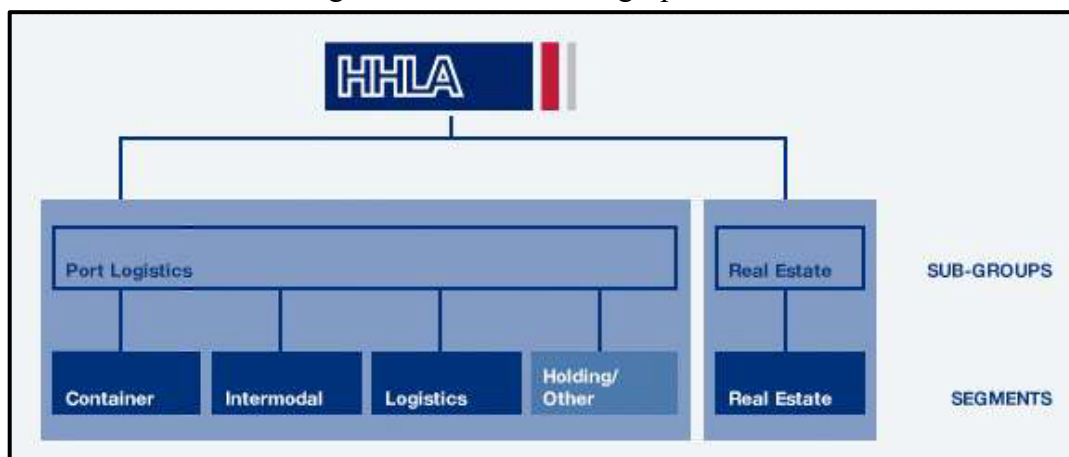 HHLA
Port Logistics
Real Estate
SUB-GROUPS
Container
Intermodal
Logistics
Holding/
Other
Real Estate
SEGMENTS